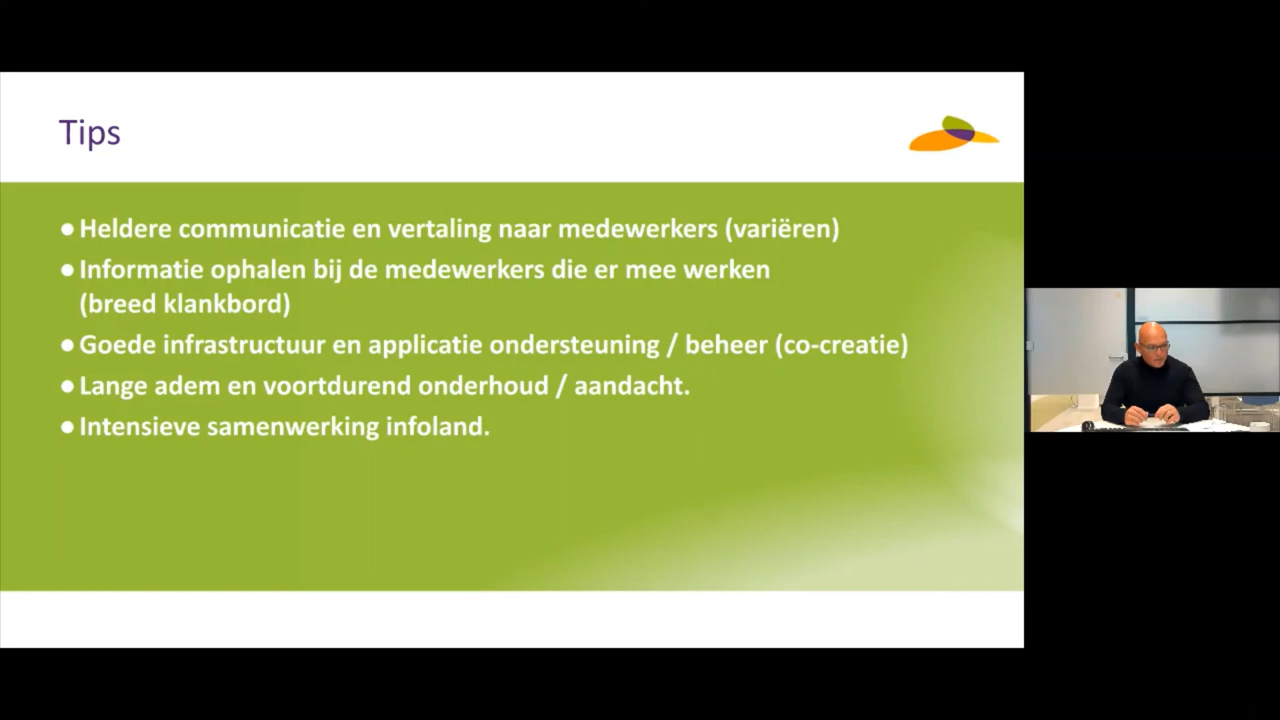 Tips
● Heldere communicatie en vertaling naar medewerkers (variëren)
● Informatie ophalen bij de medewerkers die er mee werken
(breed klankbord)
● Goede infrastructuur en applicatie ondersteuning / beheer (co-creatie)
● Lange adem en voortdurend onderhoud / aandacht.
● Intensieve samenwerking infoland.